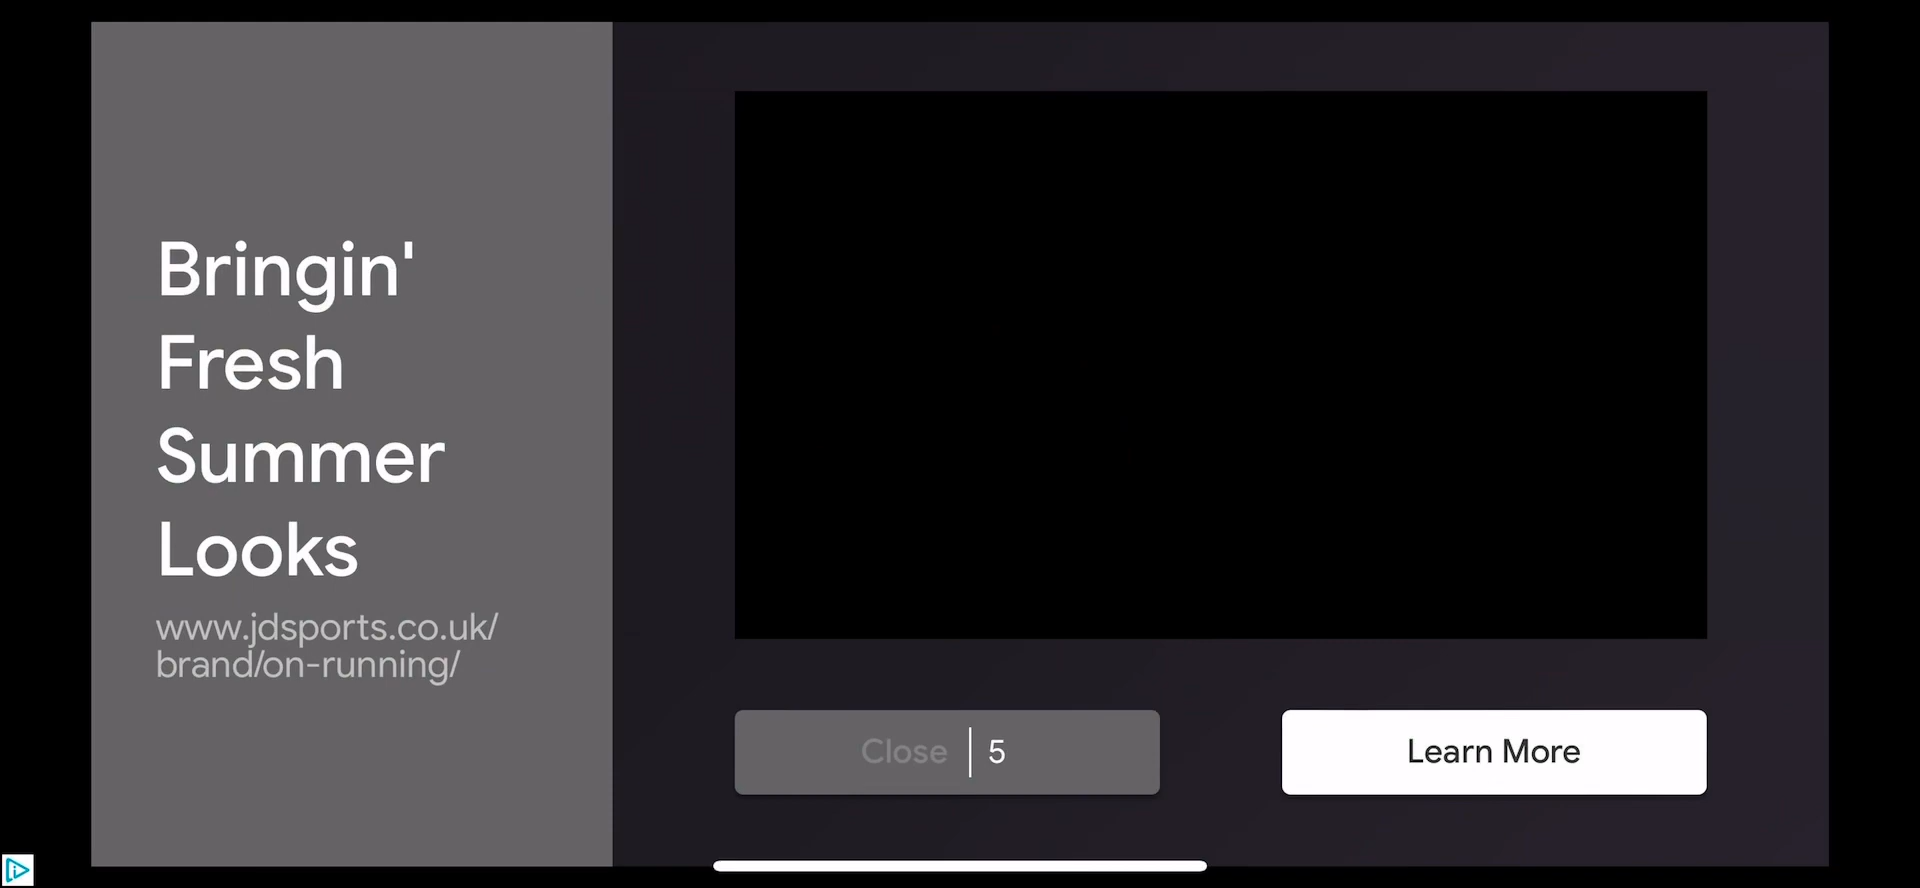 Bringin'
Fresh
Summer
Looks
www.jdsports.co.uk/
brand/on-running/
Close | 5
Learn More